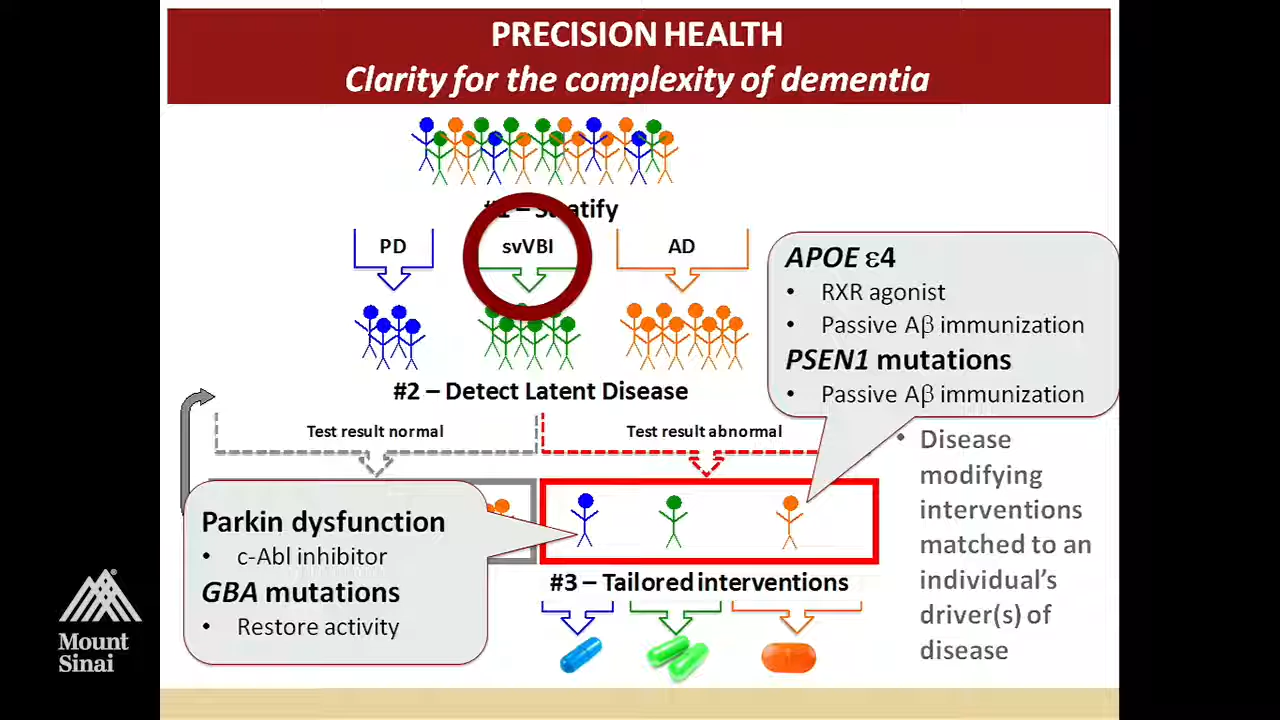 PRECISION HEALTH
Clarity for the complexity of dementia
#1 – Stratify
PD
svVBI
AD
APOE ε4
• RXR agonist
• Passive Aβ immunization
PSEN1 mutations
• Passive Aβ immunization
#2 – Detect Latent Disease
Test result normal
Test result abnormal
• Disease
modifying
interventions
matched to an
individual's
driver(s) of
disease
Parkin dysfunction
• c-Abl inhibitor
GBA mutations
• Restore activity
#3 – Tailored interventions
Mount
Sinai